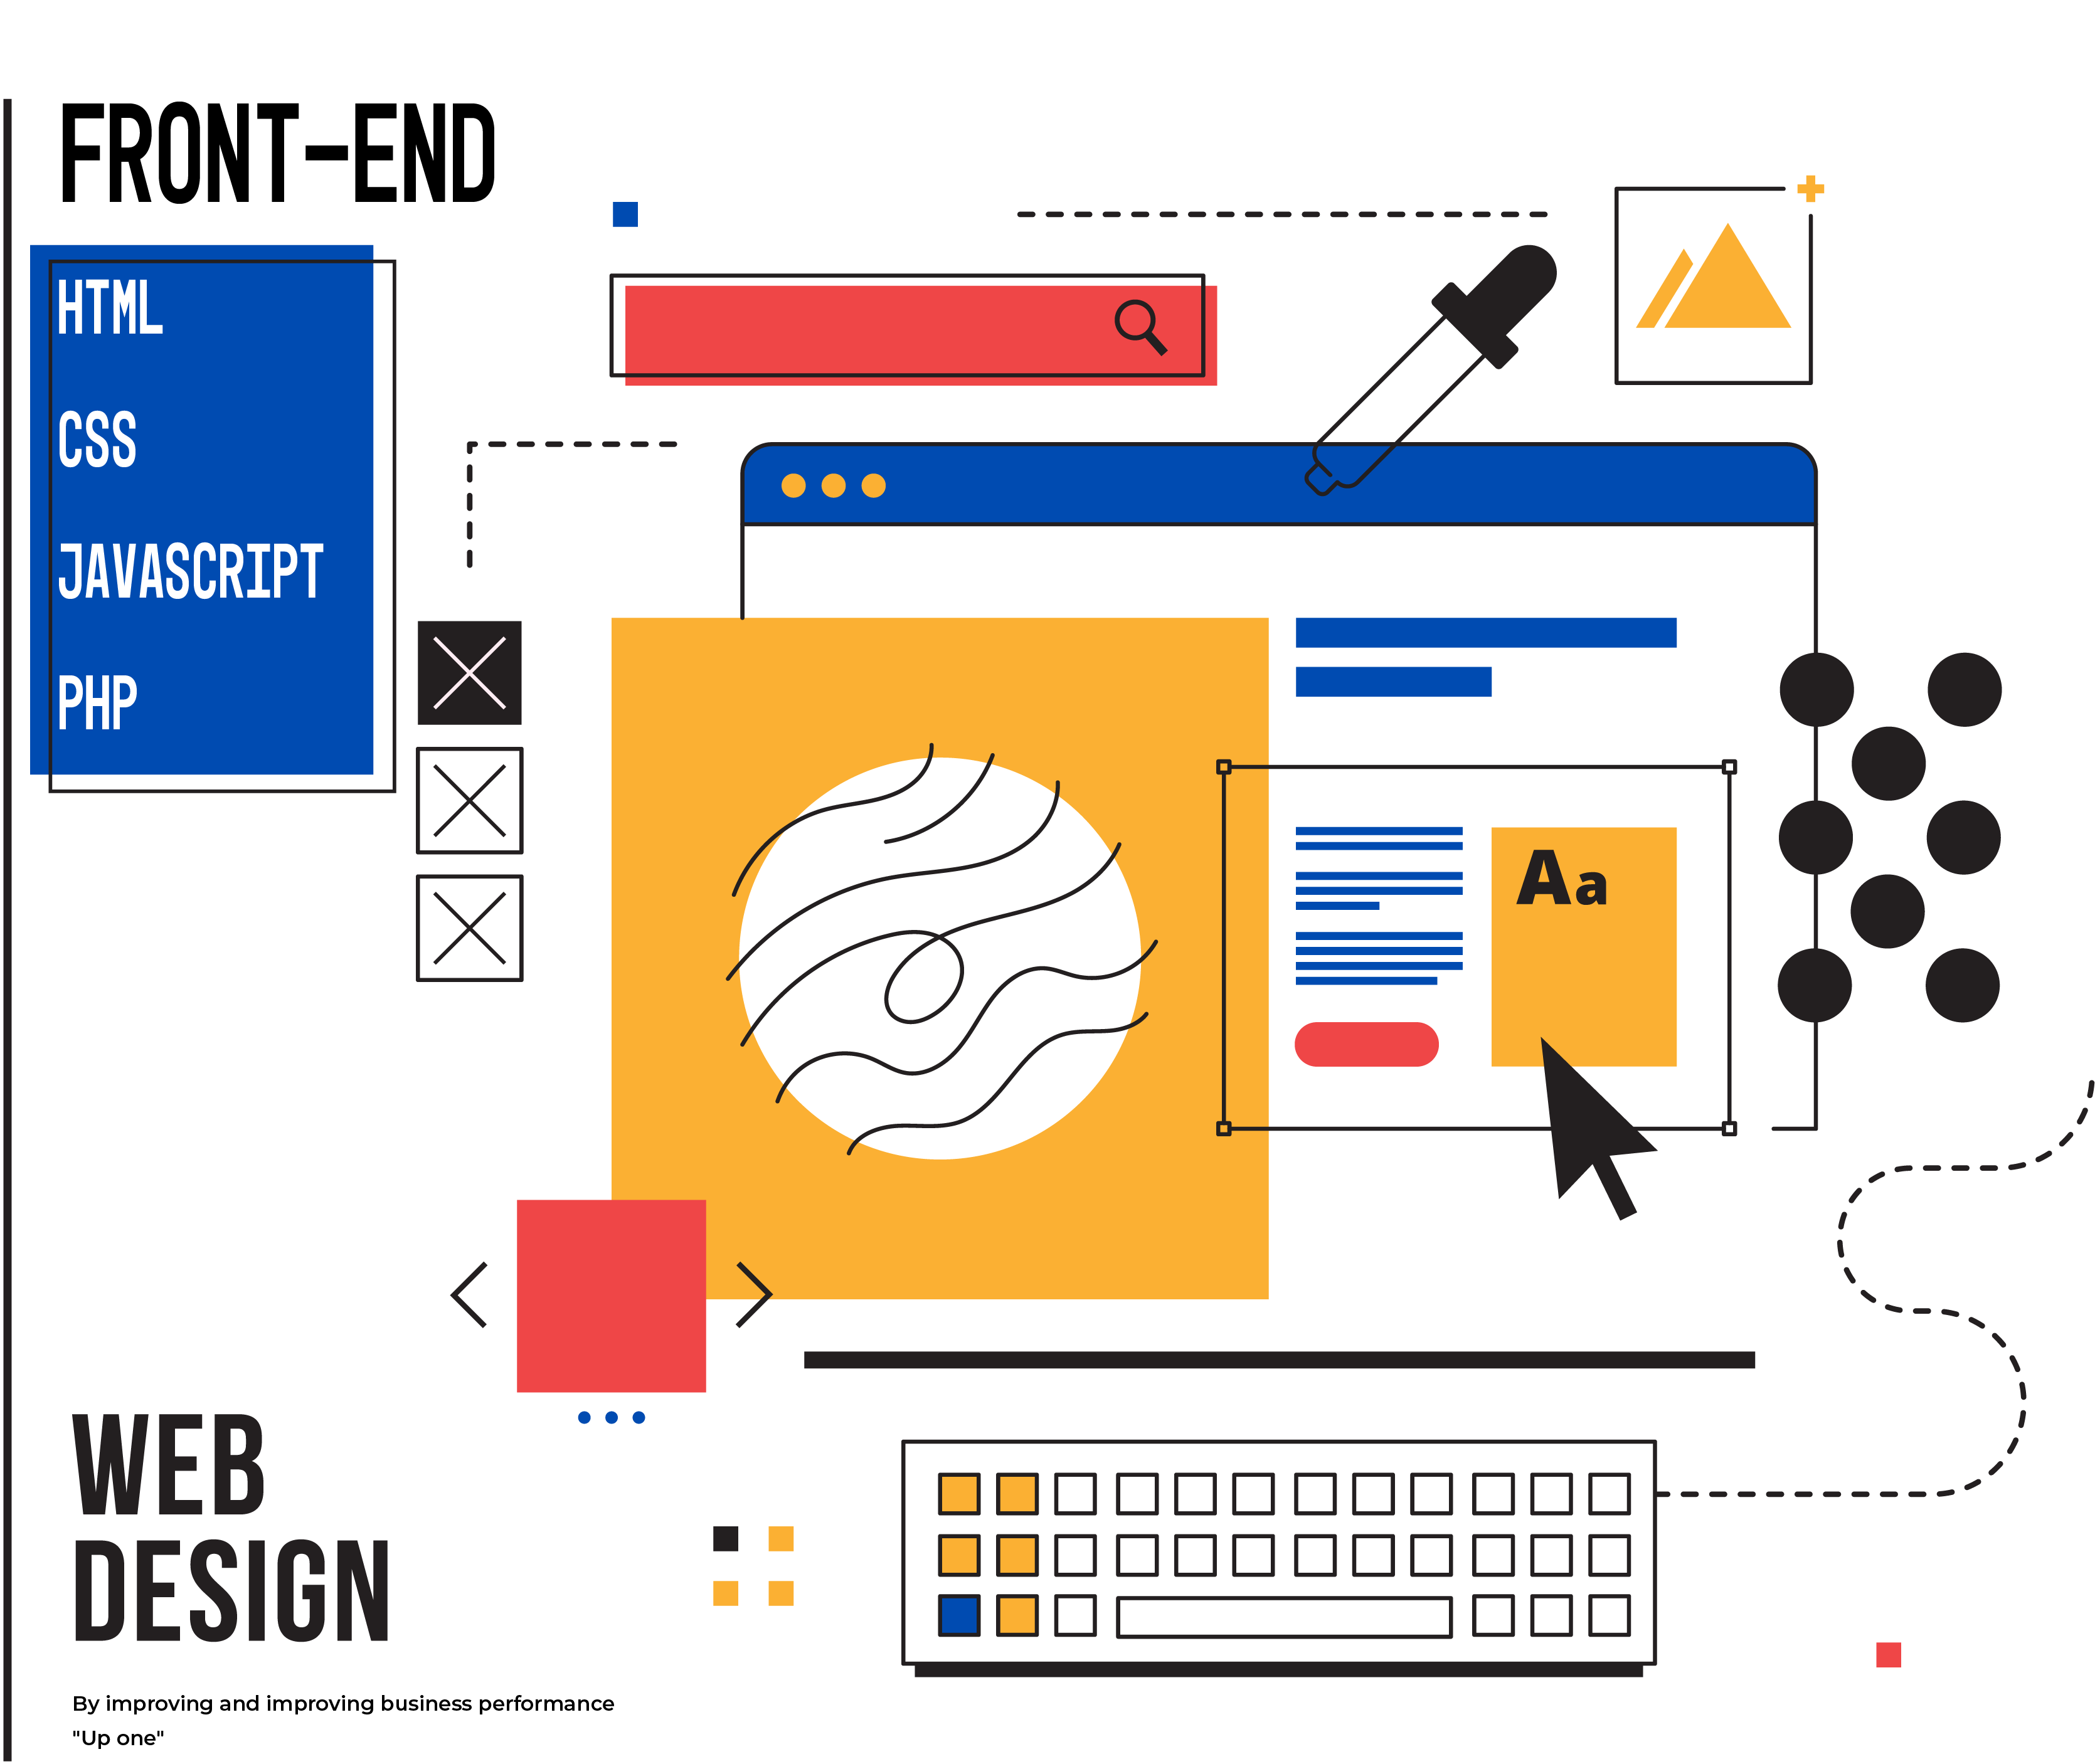 FRONT-END
HTML
CSS
JAVASCRIPT
PHP
Aa
WEB
DESIGN
By improving and improving business performance
"Up one"